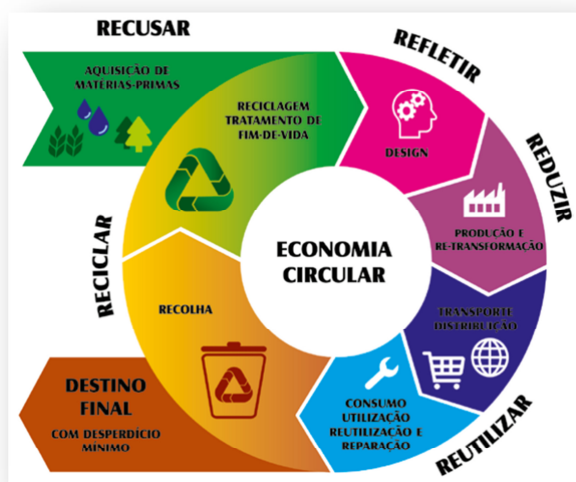 RECUSAR
AQUISIÇÃO DE
MATÉRIAS-PRIMAS
RECICLAGEM
TRATAMENTO DE
FIM-DE-VIDA
REFLETIR
DESIGN
REDUZIR
PRODUÇÃO E
RE-TRANSFORMAÇÃO
ECONOMIA
CIRCULAR
TRANSPORTE
DISTRIBUIÇÃO
REUTILIZAR
CONSUMO
UTILIZAÇÃO
REUTILIZAÇÃO E
REPARAÇÃO
RECICLAR
RECOLHA
DESTINO
FINAL
COM DESPERDÍCIO
MÍNIMO